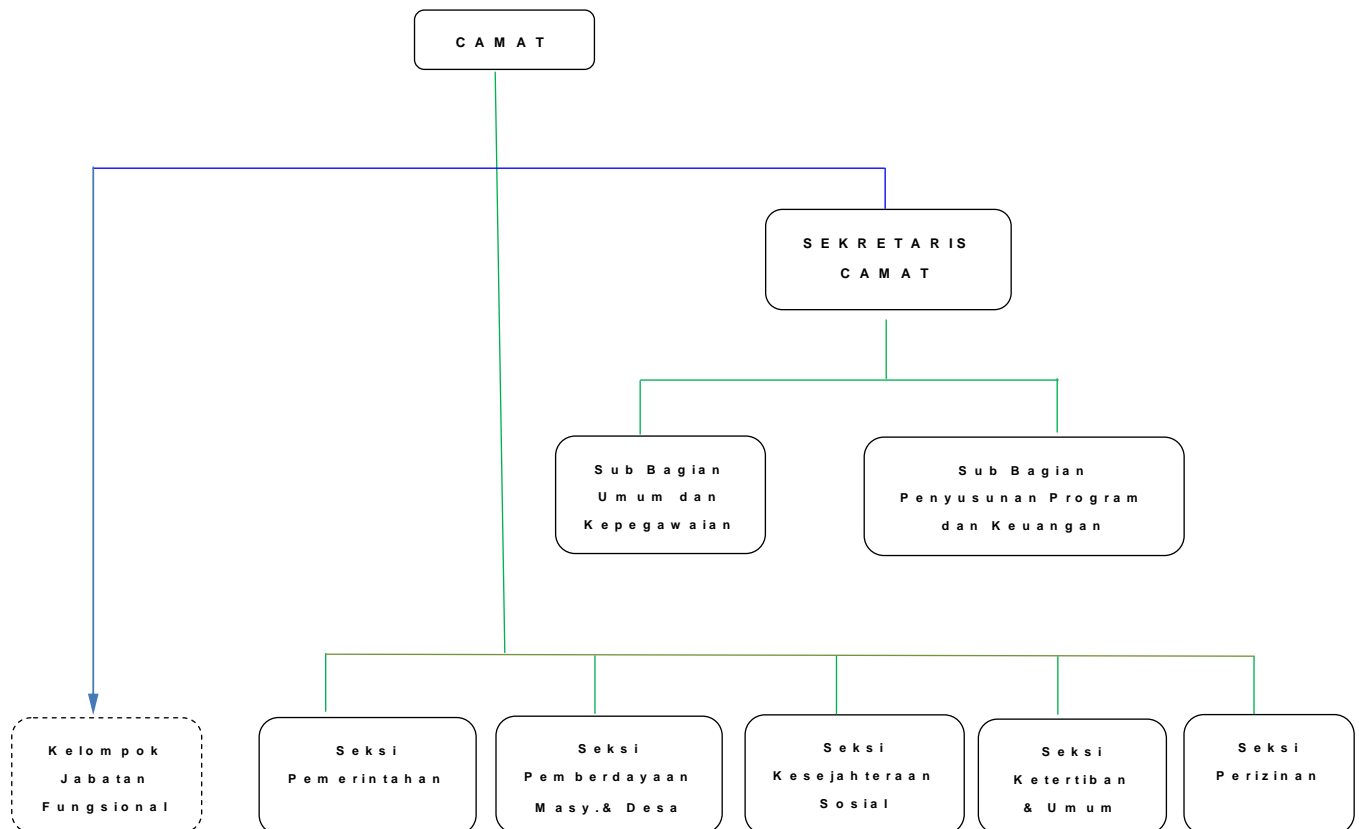 CAMAT
SEKRETARIS
CAMAT
Sub Bagian
Umum dan
Kepegawaian
Sub Bagian
Penyusunan Program
dan Keuangan
Kelompok
Jabatan
Fungsional
Seksi
Pemerintahan
Seksi
Pemberdayaan
Masy.& Desa
Seksi
Kesejahteraan
Sosial
Seksi
Ketertiban
& Umum
Seksi
Perizinan